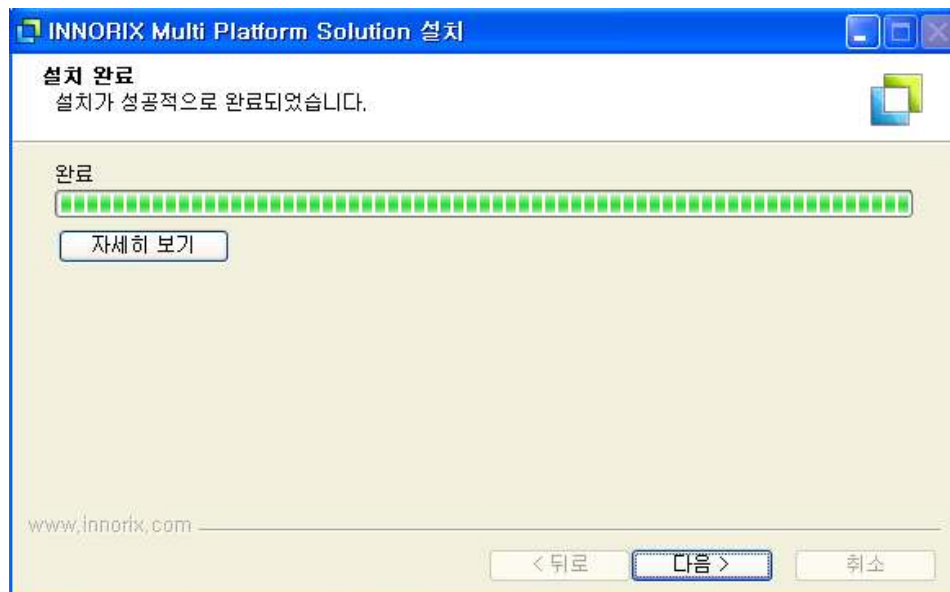 INNORIX Multi Platform Solution 설치
설치 완료
설치가 성공적으로 완료되었습니다.
완료
자세히 보기
www.innorix.com
< 뒤로
다음 >
취소